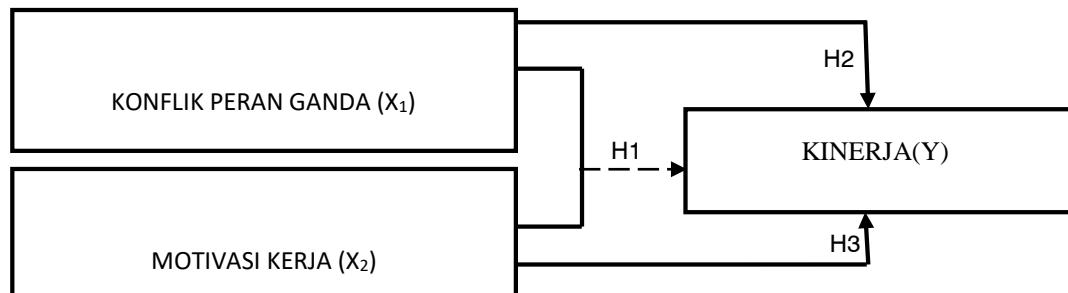 H2
KONFLIK PERAN GANDA (X₁)
H1
KINERJA(Y)
H3
MOTIVASI KERJA (X₂)